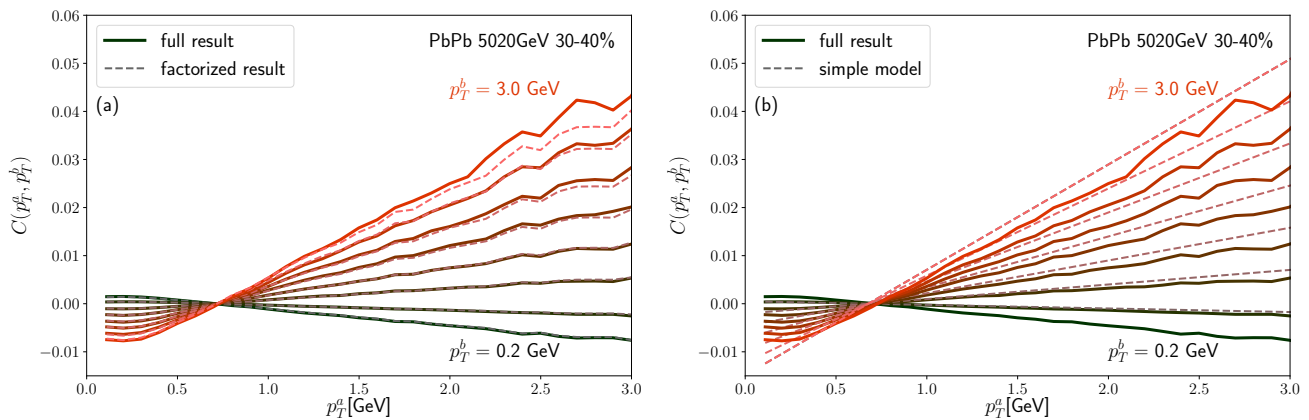 0.06
0.05
0.04
0.03
0.02
0.01
0.00
−0.01
C(p_T^a, p_T^b)
full result
factorized result
PbPb 5020GeV 30-40%
(a)
p_T^b = 3.0 GeV
p_T^b = 0.2 GeV
0.0 0.5 1.0 1.5 2.0 2.5 3.0
p_T^a[GeV]
0.06
0.05
0.04
0.03
0.02
0.01
0.00
−0.01
C(p_T^a, p_T^b)
full result
simple model
PbPb 5020GeV 30-40%
(b)
p_T^b = 3.0 GeV
p_T^b = 0.2 GeV
0.0 0.5 1.0 1.5 2.0 2.5 3.0
p_T^a[GeV]